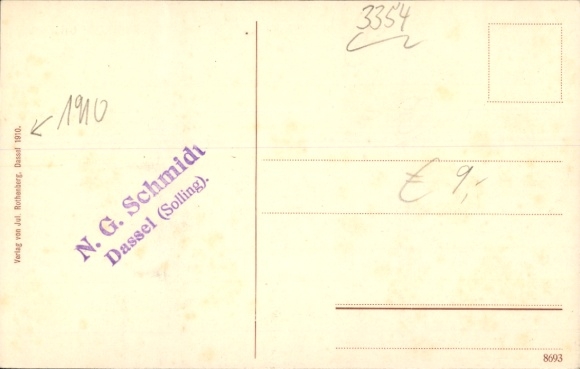 3354
1910
Verlag von Jul. Rothenberg, Dassel 1910.
N. G. Schmidt
Dassel (Solling).
€ 9,-
8693